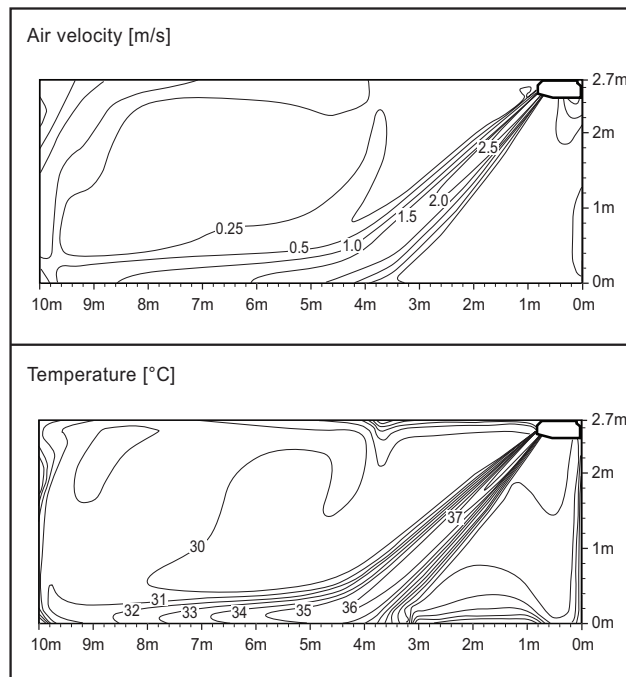 Air velocity [m/s]
2.7m
2.5
2m
2.0
1.5
0.25
0.5
1.0
1m
0m
10m 9m 8m 7m 6m 5m 4m 3m 2m 1m 0m
Temperature [°C]
2.7m
2m
37
30
1m
31
32 33 34 35 36
0m
10m 9m 8m 7m 6m 5m 4m 3m 2m 1m 0m